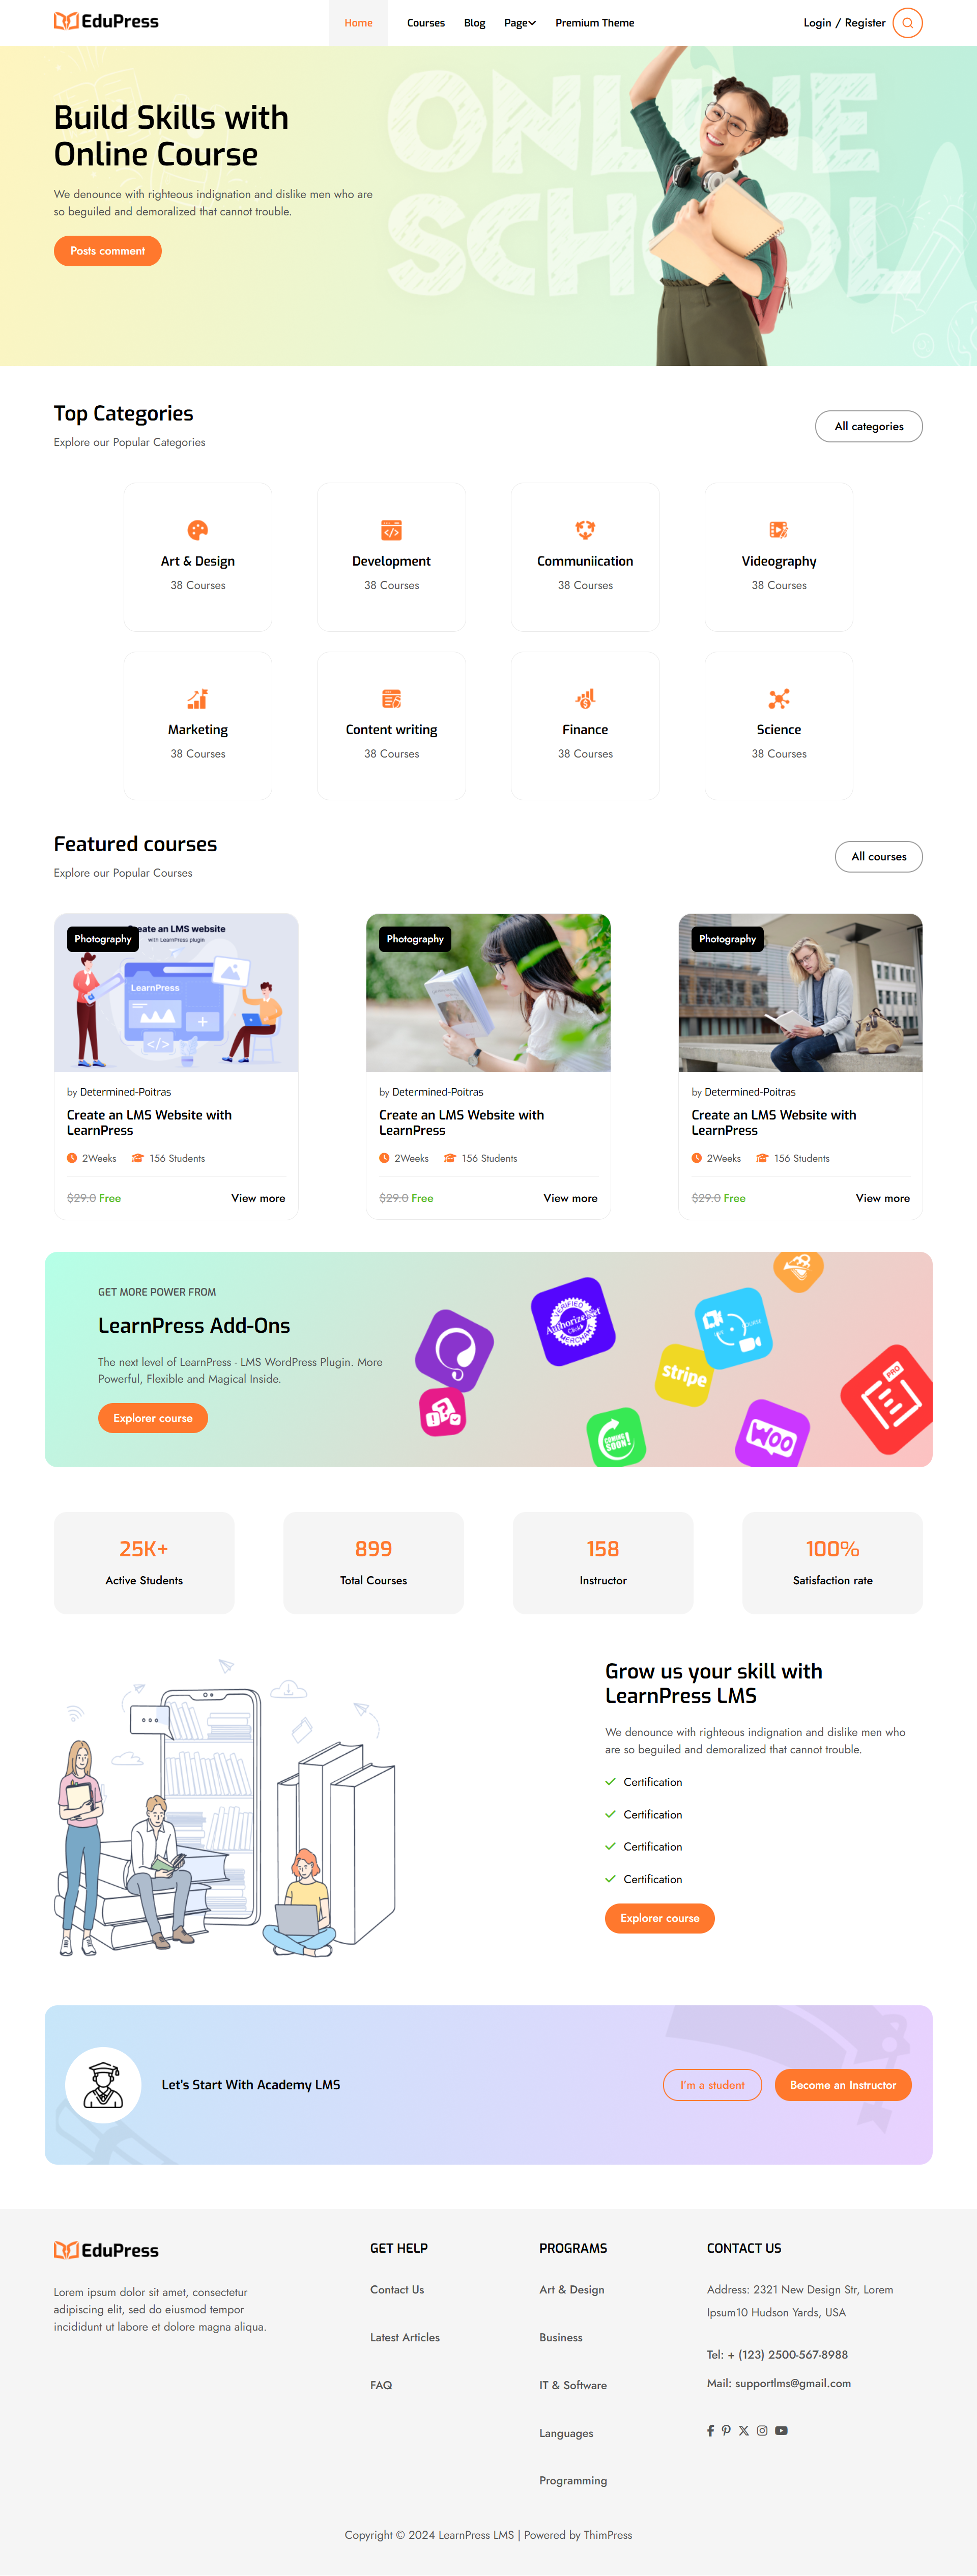 EduPress
Home
Courses
Blog
Page
Premium Theme
Login / Register
ONLINE
SCHOOL
Build Skills with
Online Course
We denounce with righteous indignation and dislike men who are
so beguiled and demoralized that cannot trouble.
Posts comment
Top Categories
Explore our Popular Categories
All categories
Art & Design
38 Courses
Development
38 Courses
Communiication
38 Courses
Videography
38 Courses
Marketing
38 Courses
Content writing
38 Courses
Finance
38 Courses
Science
38 Courses
Featured courses
Explore our Popular Courses
All courses
Photography
eate an LMS website
with LearnPress plugin
LearnPress
</>
by Determined-Poitras
Create an LMS Website with
LearnPress
2Weeks
156 Students
$29.0 Free
View more
Photography
by Determined-Poitras
Create an LMS Website with
LearnPress
2Weeks
156 Students
$29.0 Free
View more
Photography
by Determined-Poitras
Create an LMS Website with
LearnPress
2Weeks
156 Students
$29.0 Free
View more
GET MORE POWER FROM
LearnPress Add-Ons
The next level of LearnPress - LMS WordPress Plugin. More
Powerful, Flexible and Magical Inside.
Explorer course
VERIFIED
Authorize.Net
Click
MERCHANT
stripe
COMING
SOON!
WOO
PRO
25K+
Active Students
899
Total Courses
158
Instructor
100%
Satisfaction rate
Grow us your skill with
LearnPress LMS
We denounce with righteous indignation and dislike men who
are so beguiled and demoralized that cannot trouble.
Certification
Certification
Certification
Certification
Explorer course
Let's Start With Academy LMS
I'm a student
Become an Instructor
EduPress
Lorem ipsum dolor sit amet, consectetur
adipiscing elit, sed do eiusmod tempor
incididunt ut labore et dolore magna aliqua.
GET HELP
Contact Us
Latest Articles
FAQ
PROGRAMS
Art & Design
Business
IT & Software
Languages
Programming
CONTACT US
Address: 2321 New Design Str, Lorem
Ipsum10 Hudson Yards, USA
Tel: + (123) 2500-567-8988
Mail: supportlms@gmail.com
Copyright © 2024 LearnPress LMS | Powered by ThimPress